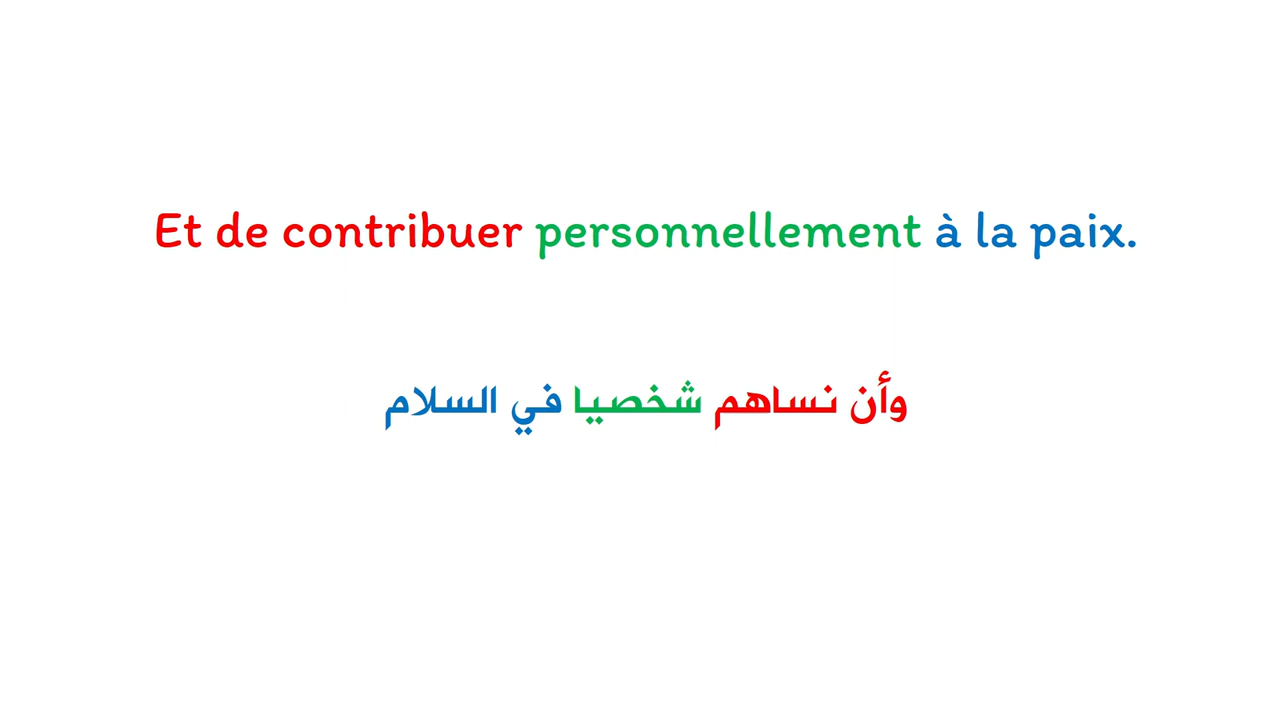 Et de contribuer personnellement à la paix.
وأن نساهم شخصيا في السلام